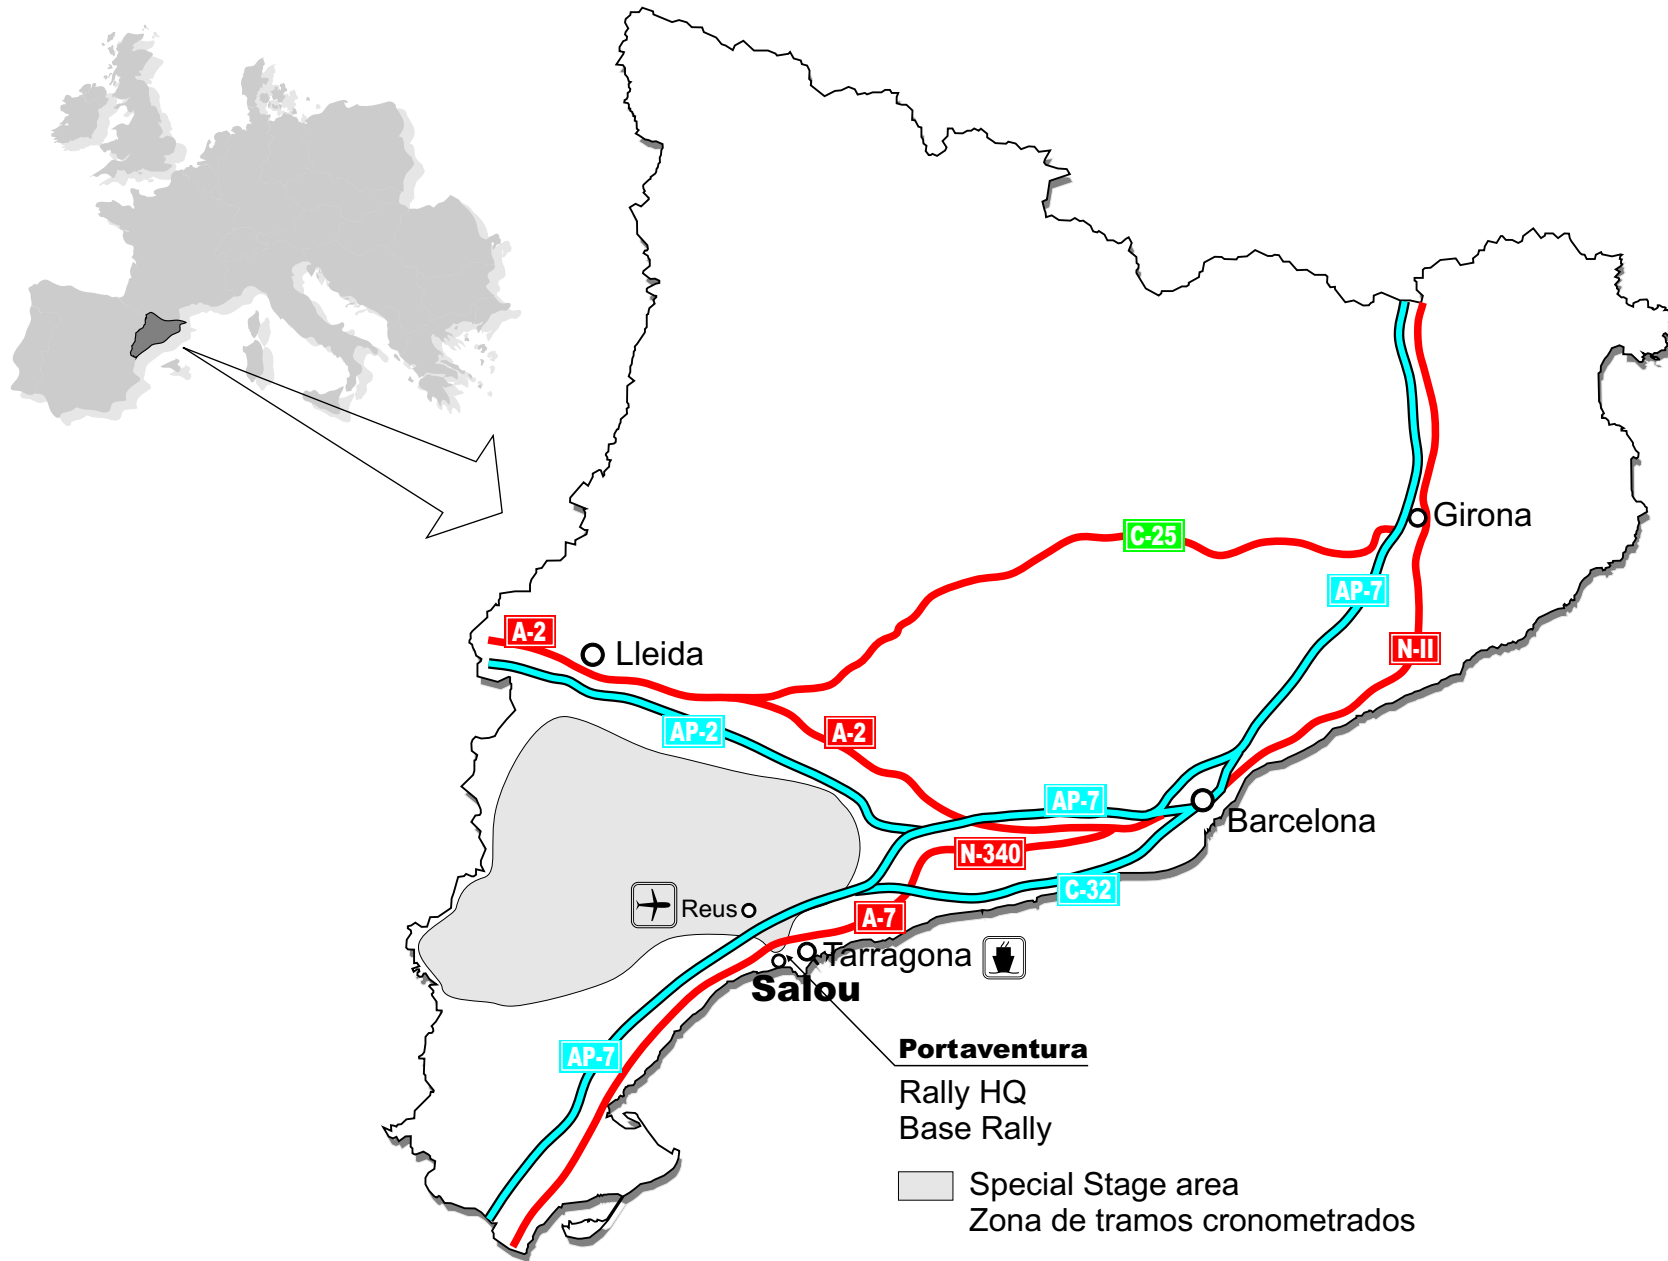 Girona
C-25
AP-7
A-2
Lleida
N-II
AP-2
A-2
AP-7
Barcelona
N-340
C-32
Reus
A-7
Tarragona
Salou
Portaventura
AP-7
Rally HQ
Base Rally
Special Stage area
Zona de tramos cronometrados